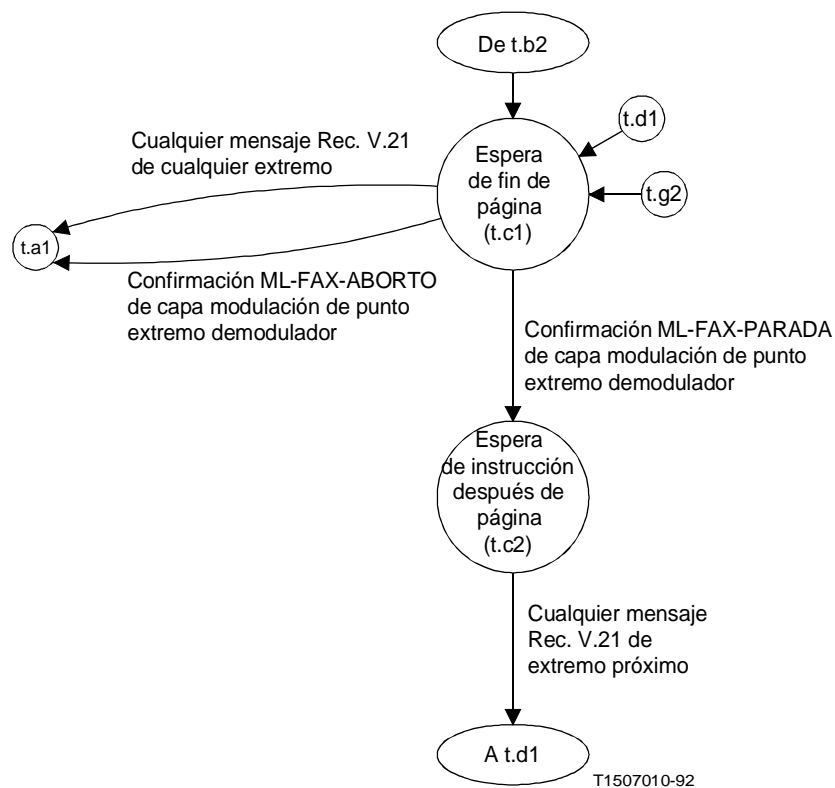 De t.b2
t.d1
Cualquier mensaje Rec. V.21
de cualquier extremo
Espera
de fin de
página
(t.c1)
t.g2
t.a1
Confirmación ML-FAX-ABORTO
de capa modulación de punto
extremo demodulador
Confirmación ML-FAX-PARADA
de capa modulación de punto
extremo demodulador
Espera
de instrucción
después de
página
(t.c2)
Cualquier mensaje
Rec. V.21 de
extremo próximo
A t.d1
T1507010-92